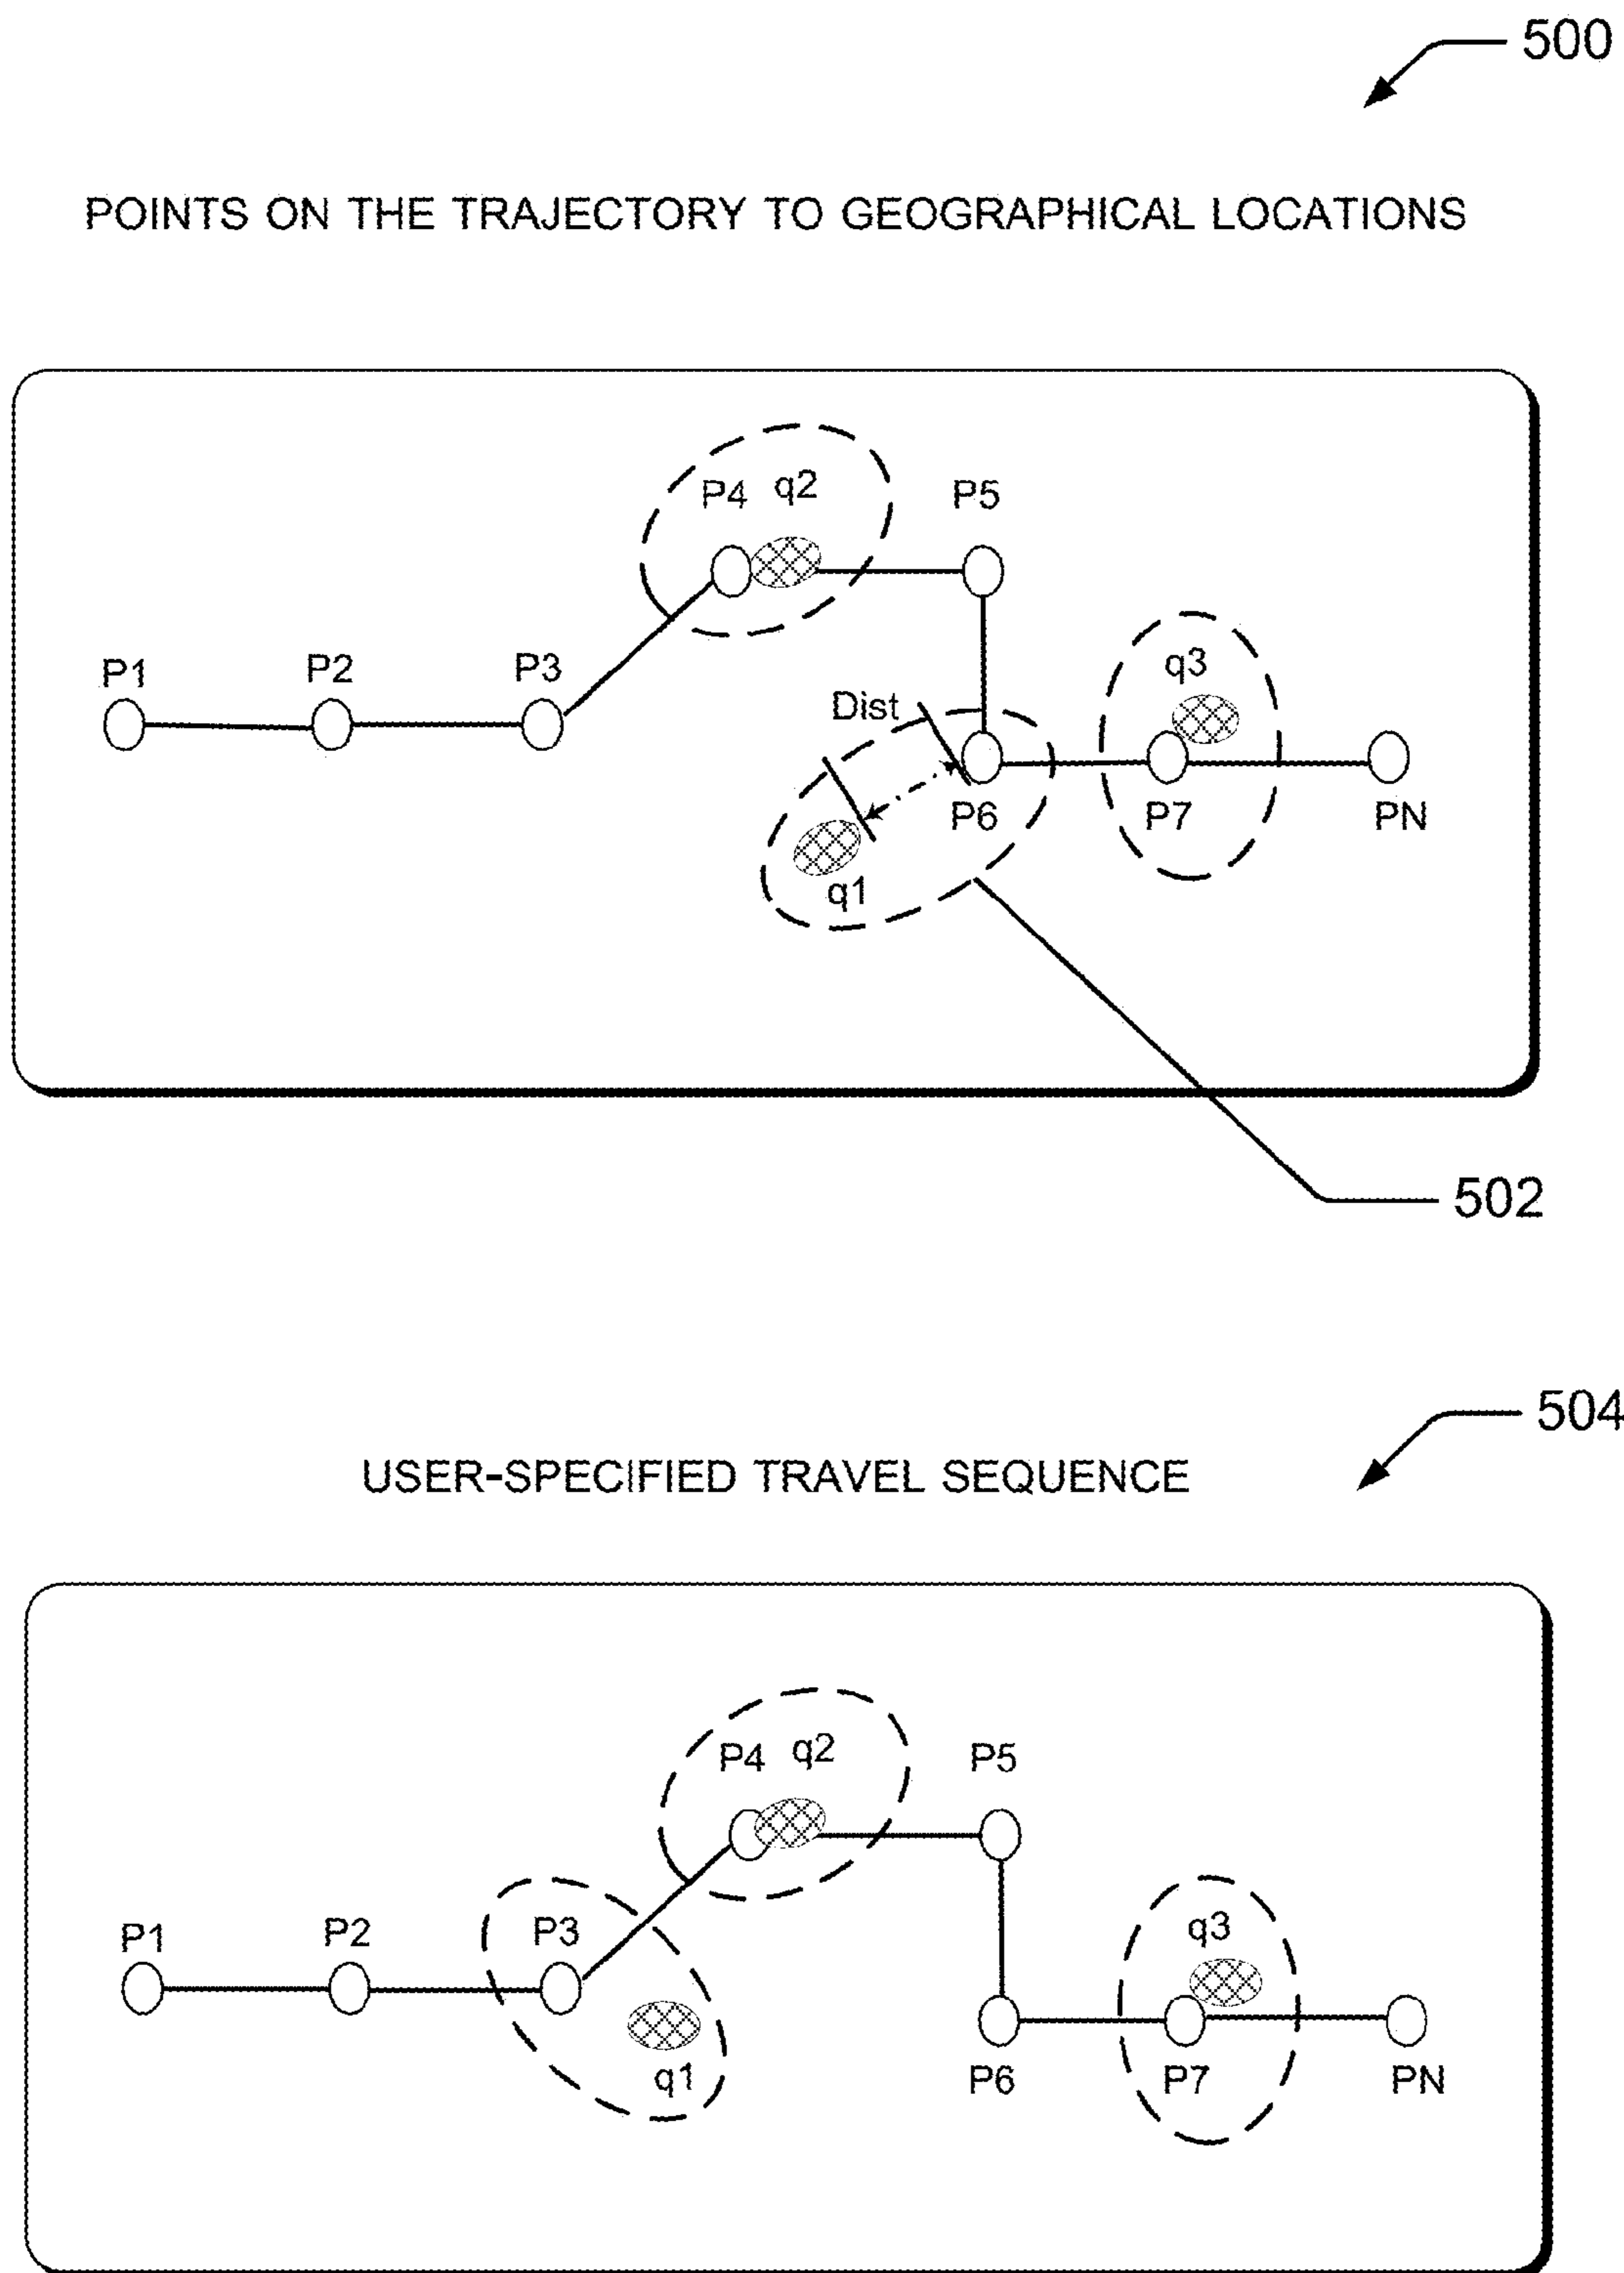 500
POINTS ON THE TRAJECTORY TO GEOGRAPHICAL LOCATIONS
P4 q2 P5
P1 P2 P3 q3
Dist
P6 P7 PN
q1
502
504
USER-SPECIFIED TRAVEL SEQUENCE
P4 q2 P5
P1 P2 P3 q3
q1 P6 P7 PN